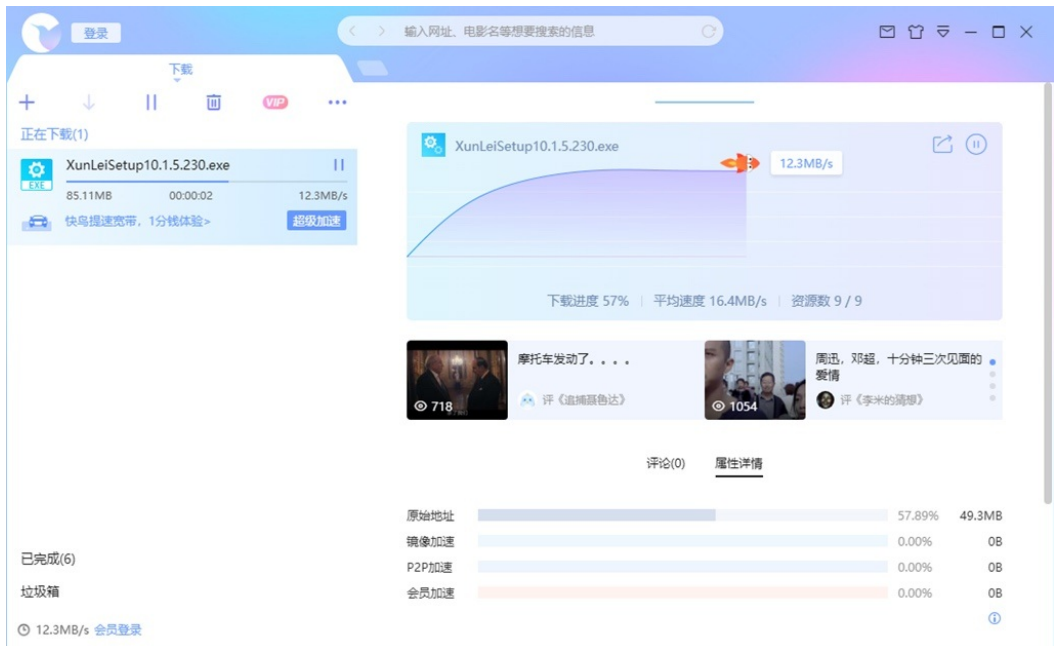 登录
输入网址、电影名等想要搜索的信息
下载
VIP
正在下载(1)
EXE
XunLeiSetup10.1.5.230.exe
85.11MB 00:00:02 12.3MB/s
快鸟提速宽带，1分钱体验> 超级加速
XunLeiSetup10.1.5.230.exe
12.3MB/s
下载进度 57% 平均速度 16.4MB/s 资源数 9 / 9
718
摩托车发动了. . . .
评《追捕聂鲁达》
1054
周迅，邓超，十分钟三次见面的
爱情
评《李米的猜想》
评论(0) 属性详情
原始地址 57.89% 49.3MB
镜像加速 0.00% 0B
P2P加速 0.00% 0B
会员加速 0.00% 0B
已完成(6)
垃圾箱
12.3MB/s 会员登录